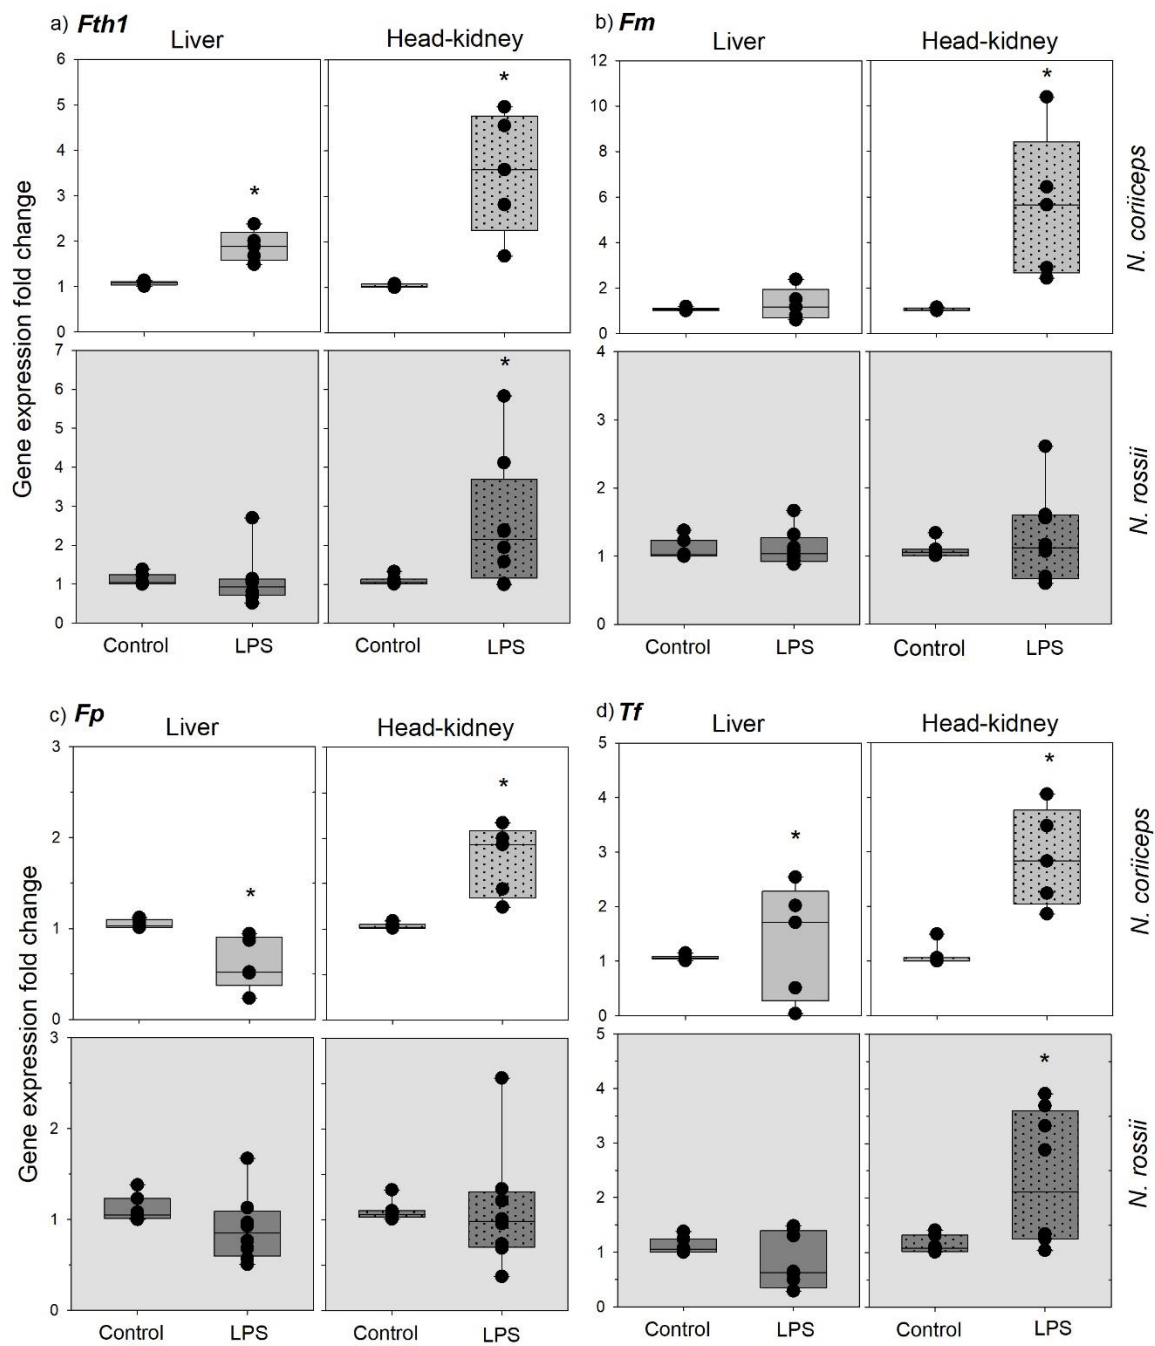 a) Fth1
Liver
Head-kidney
Gene expression fold change
6
5
4
3
2
1
0
*
*
7
6
5
4
3
2
1
0
*
Control
LPS
Control
LPS
b) Fm
Liver
Head-kidney
12
10
8
6
4
2
0
*
N. coriiceps
4
3
2
1
0
N. rossii
Control
LPS
Control
LPS
c) Fp
Liver
Head-kidney
Gene expression fold change
3
2
1
0
*
*
3
2
1
0
Control
LPS
Control
LPS
d) Tf
Liver
Head-kidney
5
4
3
2
1
0
*
*
N. coriiceps
5
4
3
2
1
0
*
N. rossii
Control
LPS
Control
LPS